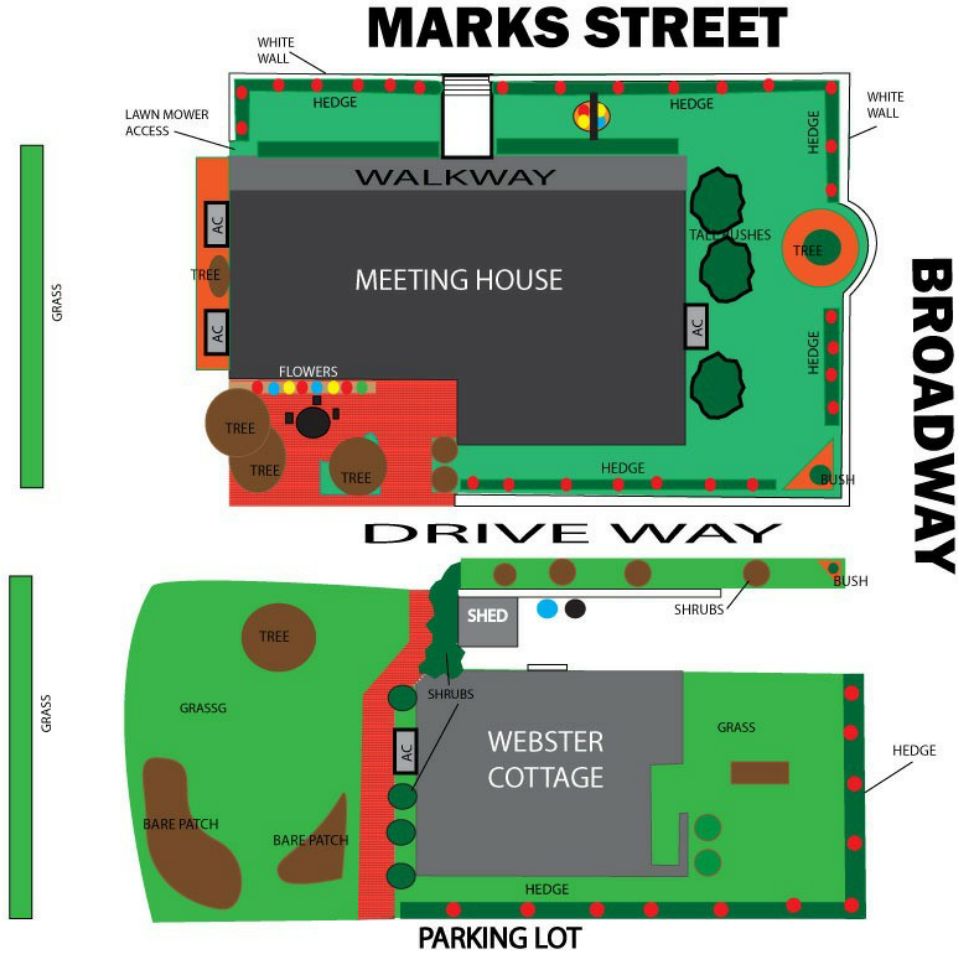 MARKS STREET
WHITE
WALL
HEDGE
HEDGE
WHITE
WALL
LAWN MOWER
ACCESS
HEDGE
WALKWAY
AC
TALL BUSHES
TREE
TREE
MEETING HOUSE
GRASS
AC
AC
HEDGE
BROADWAY
FLOWERS
TREE
TREE
TREE
HEDGE
BUSH
DRIVE WAY
BUSH
SHED
SHRUBS
TREE
SHRUBS
GRASSG
GRASS
GRASS
WEBSTER
COTTAGE
AC
HEDGE
BARE PATCH
BARE PATCH
HEDGE
PARKING LOT